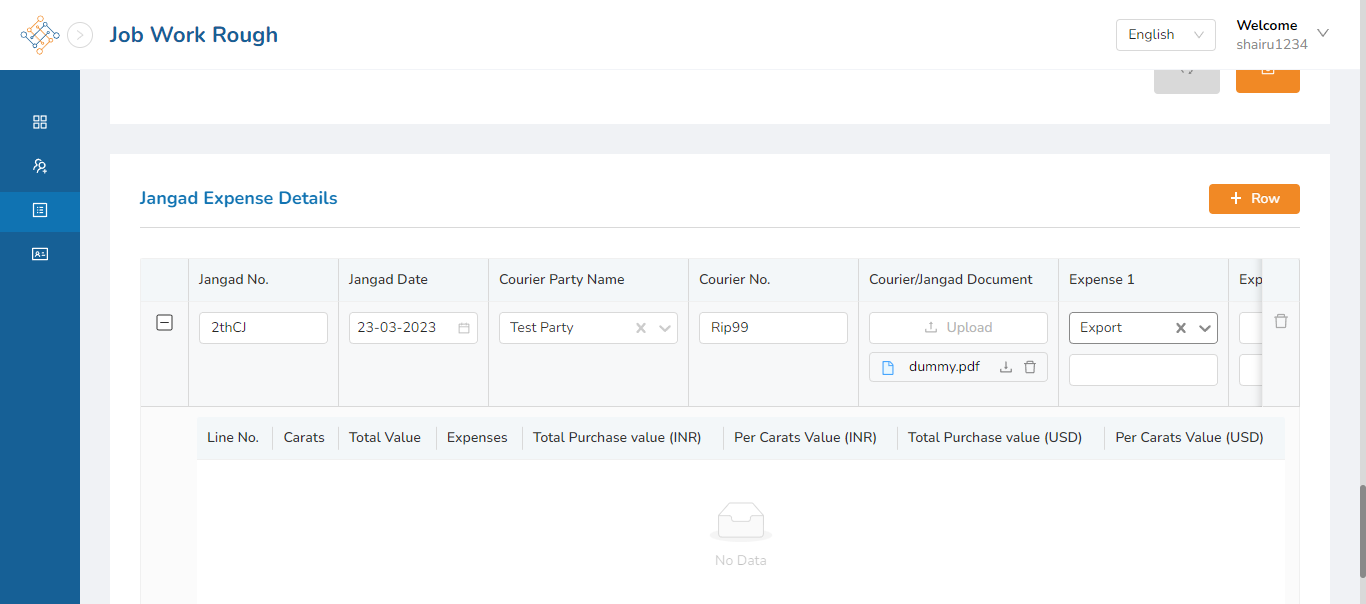 Job Work Rough
English
Welcome
shairu1234
Jangad Expense Details
Row
Jangad No.
Jangad Date
Courier Party Name
Courier No.
Courier/Jangad Document
Expense 1
Exp
2thCJ
23-03-2023
Test Party
Rip99
Upload
Export
dummy.pdf
Line No.
Carats
Total Value
Expenses
Total Purchase value (INR)
Per Carats Value (INR)
Total Purchase value (USD)
Per Carats Value (USD)
No Data